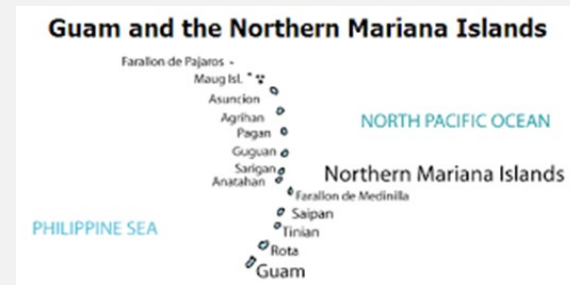 Guam and the Northern Mariana Islands
Farallon de Pajaros
Maug Isl.
Asuncion
Agrihan
NORTH PACIFIC OCEAN
Pagan
Guguan
Sarigan
Northern Mariana Islands
Anatahan
Farallon de Medinilla
Saipan
PHILIPPINE SEA
Tinian
Rota
Guam